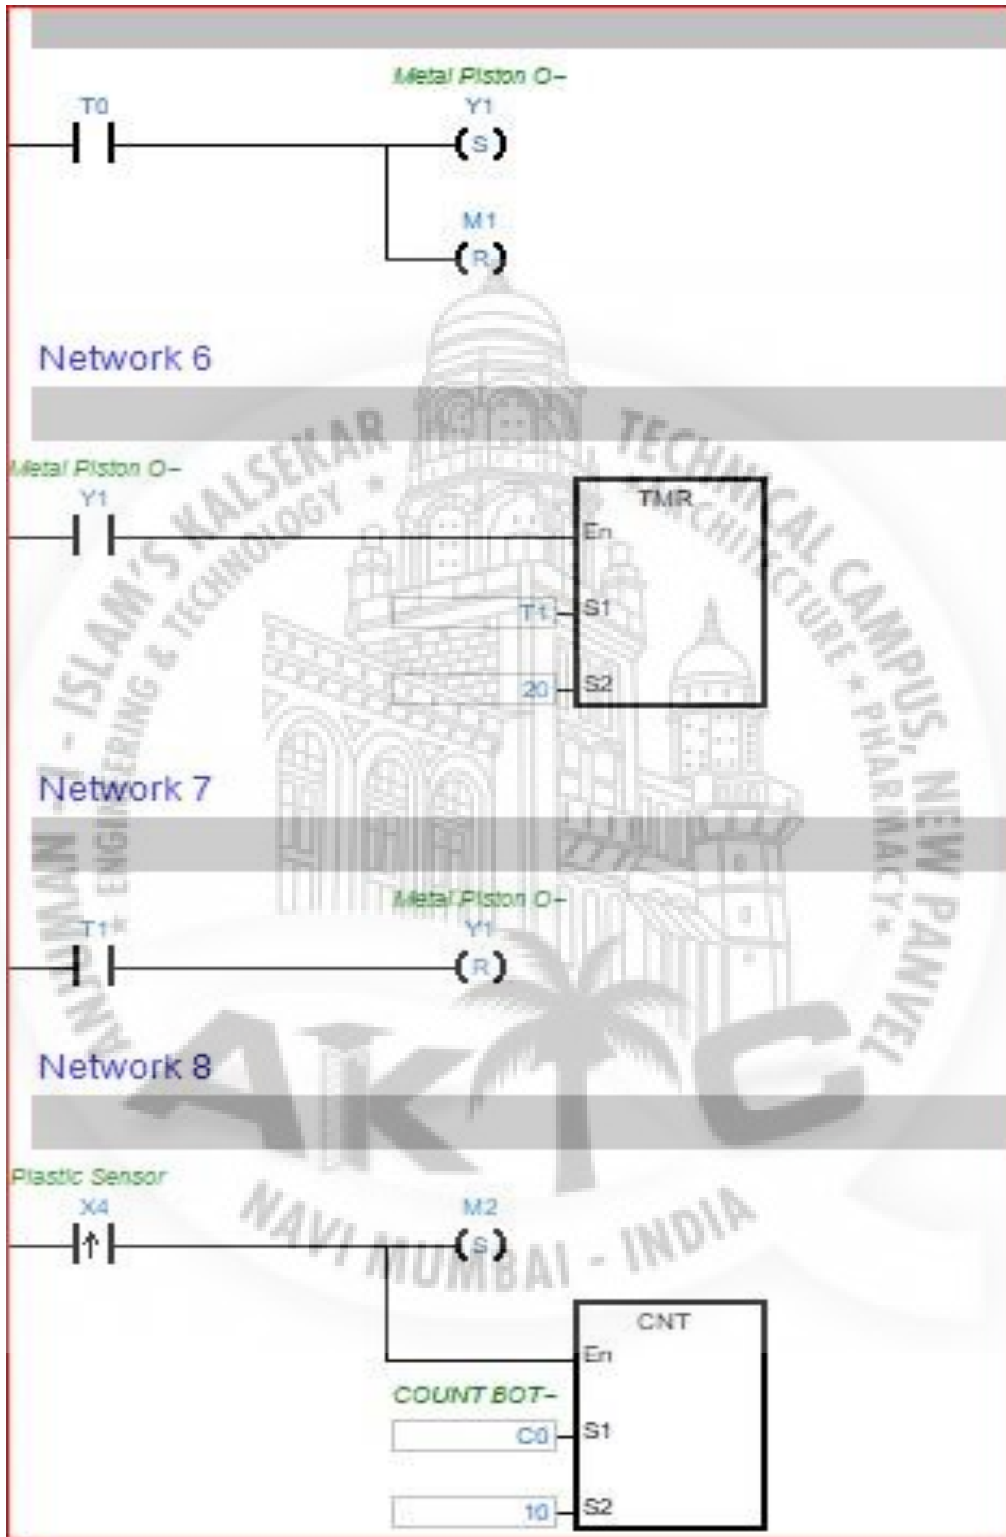 Metal Piston O~
T0
Y1
(S)
M1
(R)
Network 6
Metal Piston O~
Y1
TMR
En
T1
S1
20
S2
Network 7
Metal Piston O~
T1
Y1
(R)
Network 8
Plastic Sensor
X4
M2
(S)
CNT
En
COUNT BOT~
C0
S1
10
S2
ANJUMAN - I - ISLAM'S KALSEKAR TECHNICAL CAMPUS, NEW PANVEL
ENGINEERING & TECHNOLOGY * ARCHITECTURE * PHARMACY *
AKTC
NAVI MUMBAI - INDIA